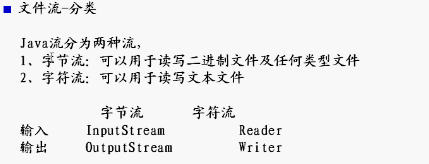 ■ 文件流-分类
Java流分为两种流，
1、字节流：可以用于读写二进制文件及任何类型文件
2、字符流：可以用于读写文本文件
字节流 字符流
输入 InputStream Reader
输出 OutputStream Writer